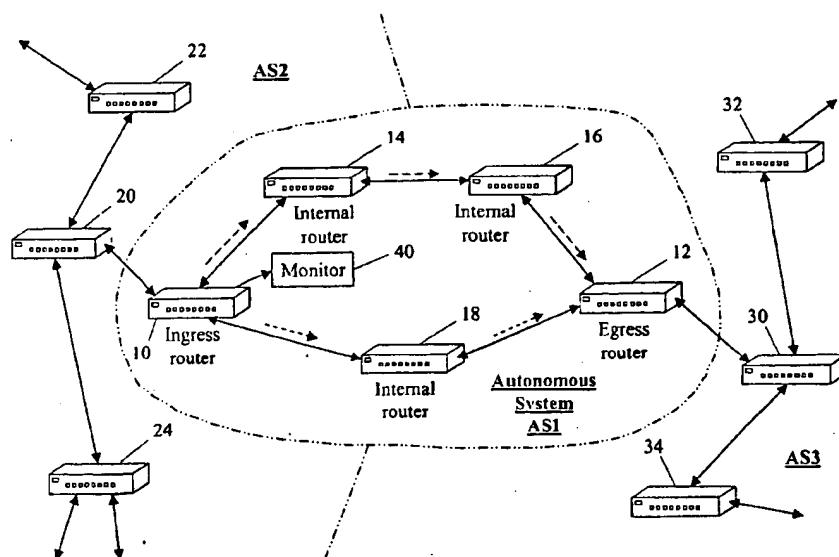 22
AS2
14
16
32
20
Internal
router
Internal
router
12
Monitor
40
10
Ingress
router
18
Egress
router
30
Internal
router
Autonomous
System
AS1
24
34
AS3